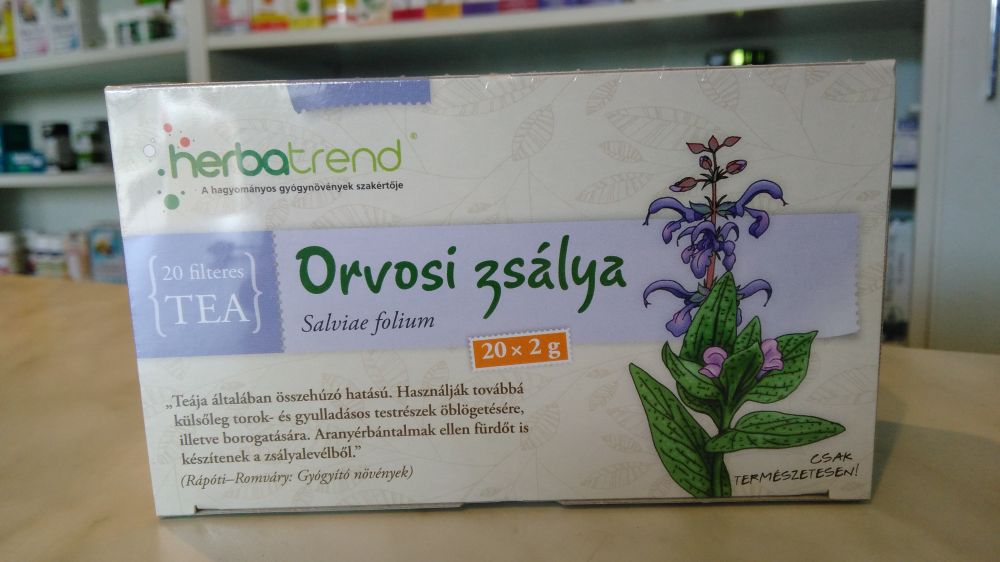 herbatrend®
A hagyományos gyógynövények szakértője
20 filteres
TEA
Orvosi zsálya
Salviae folium
20 × 2 g
„Teája általában összehúzó hatású. Használják továbbá
külsőleg torok- és gyulladásos testrészek öblögetésére,
illetve borogatására. Aranyérbántalmak ellen fürdőt is
készítenek a zsályalevélből.”
(Rápóti–Romváry: Gyógyító növények)
CSAK
TERMÉSZETESEN!